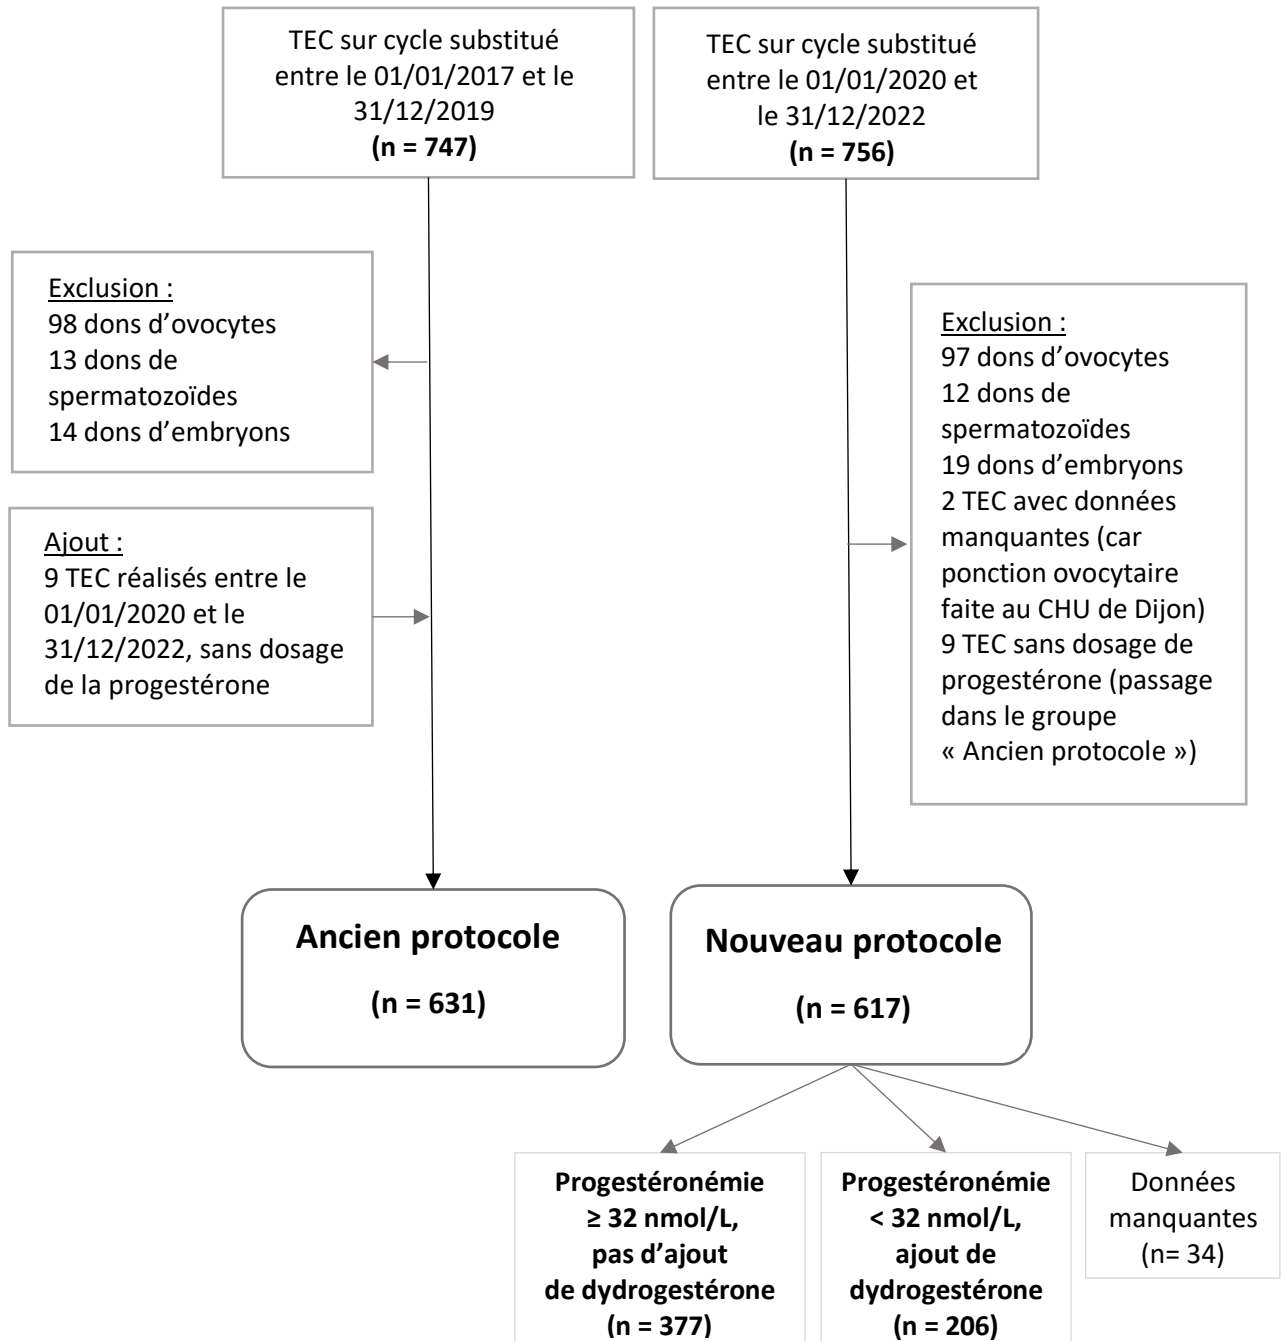 TEC sur cycle substitué
entre le 01/01/2017 et le
31/12/2019
(n = 747)
TEC sur cycle substitué
entre le 01/01/2020 et
le 31/12/2022
(n = 756)
Exclusion :
98 dons d’ovocytes
13 dons de
spermatozoïdes
14 dons d’embryons
Exclusion :
97 dons d’ovocytes
12 dons de
spermatozoïdes
19 dons d’embryons
2 TEC avec données
manquantes (car
ponction ovocytaire
faite au CHU de Dijon)
9 TEC sans dosage de
progestérone (passage
dans le groupe
« Ancien protocole »)
Ajout :
9 TEC réalisés entre le
01/01/2020 et le
31/12/2022, sans dosage
de la progestérone
Ancien protocole
(n = 631)
Nouveau protocole
(n = 617)
Progestéronémie
≥ 32 nmol/L,
pas d’ajout
de dydrogestérone
(n = 377)
Progestéronémie
< 32 nmol/L,
ajout de
dydrogestérone
(n = 206)
Données
manquantes
(n= 34)